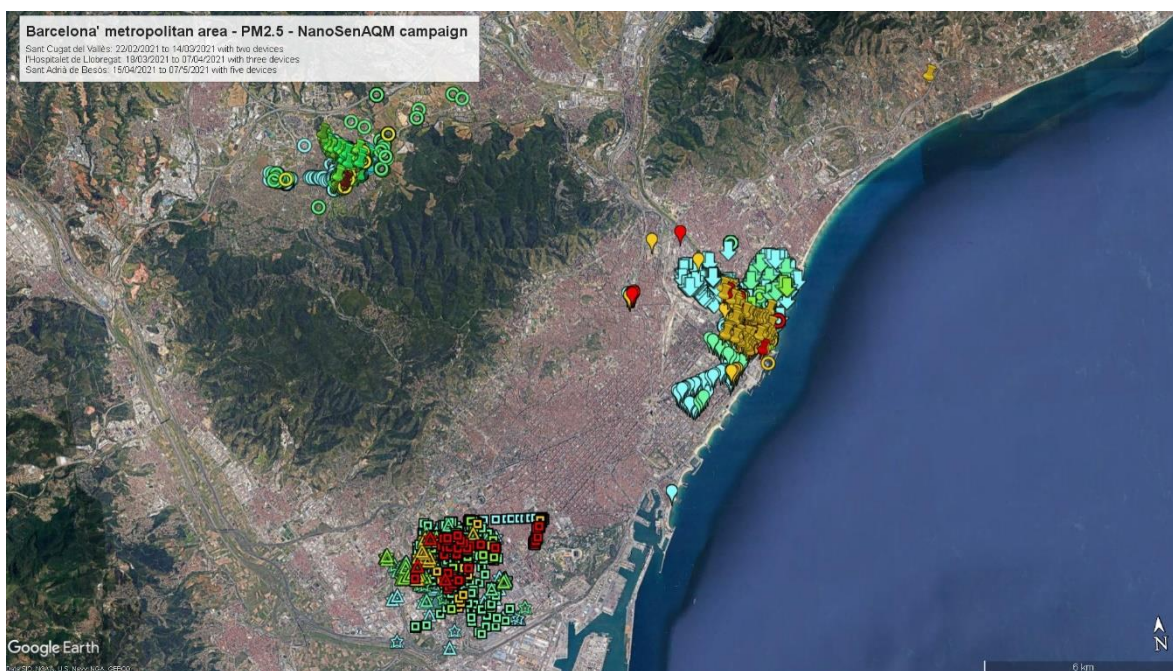 Barcelona' metropolitan area - PM2.5 - NanoSenAQM campaign
Sant Cugat del Vallès: 22/02/2021 to 14/03/2021 with two devices
l'Hospitalet de Llobregat: 18/03/2021 to 07/04/2021 with three devices
Sant Adrià de Besòs: 15/04/2021 to 07/5/2021 with five devices
Google Earth
N
6 km